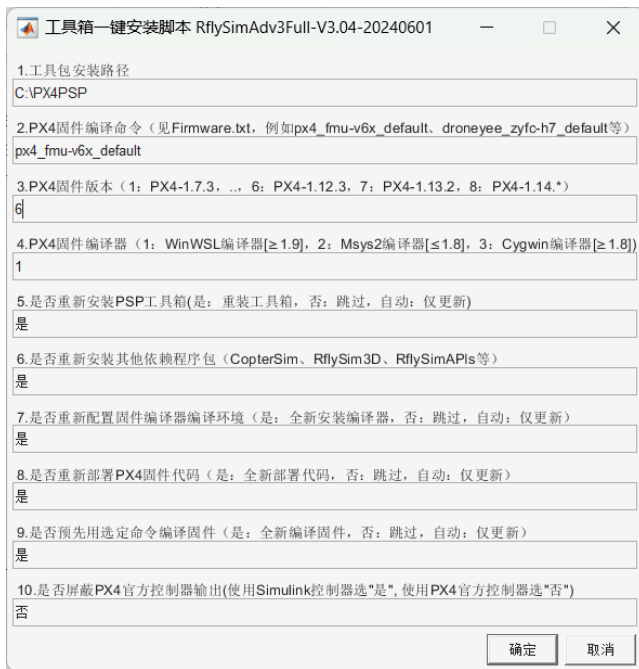 工具箱一键安装脚本 RflySimAdv3Full-V3.04-20240601
1.工具包安装路径
C:\PX4PSP
2.PX4固件编译命令（见Firmware.txt，例如px4_fmu-v6x_default、droneyee_zyfc-h7_default等）
px4_fmu-v6x_default
3.PX4固件版本（1：PX4-1.7.3，..，6：PX4-1.12.3，7：PX4-1.13.2，8：PX4-1.14.*）
6
4.PX4固件编译器（1：WinWSL编译器[≥1.9]，2：Msys2编译器[≤1.8]，3：Cygwin编译器[≥1.8]）
1
5.是否重新安装PSP工具箱(是：重装工具箱，否：跳过，自动：仅更新)
是
6.是否重新安装其他依赖程序包（CopterSim、RflySim3D、RflySimAPIs等）
是
7.是否重新配置固件编译器编译环境（是：全新安装编译器，否：跳过，自动：仅更新）
是
8.是否重新部署PX4固件代码（是：全新部署代码，否：跳过，自动：仅更新）
是
9.是否预先用选定命令编译固件（是：全新编译固件，否：跳过，自动：仅更新）
是
10.是否屏蔽PX4官方控制器输出(使用Simulink控制器选"是", 使用PX4官方控制器选"否")
否
确定 取消